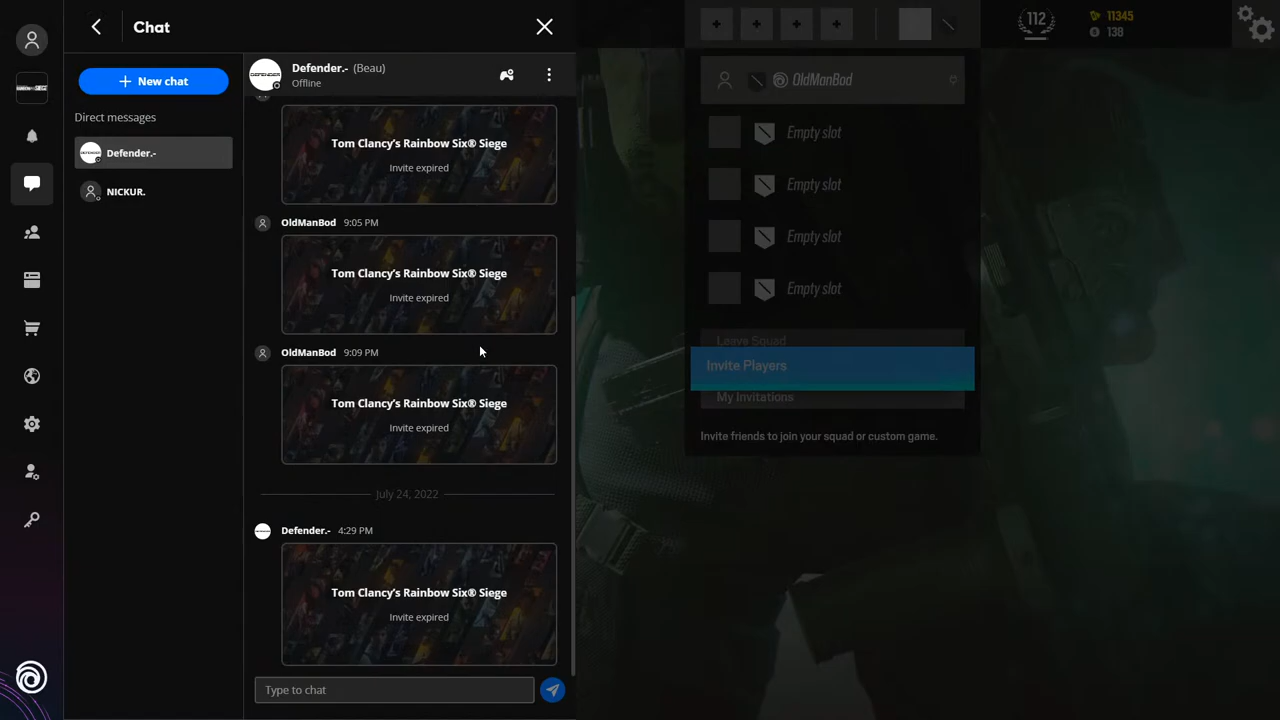 Chat
New chat
Direct messages
Defender.-
NICKUR.
Defender.- (Beau)
Offline
Tom Clancy's Rainbow Six® Siege
Invite expired
OldManBod 9:05 PM
Tom Clancy's Rainbow Six® Siege
Invite expired
OldManBod 9:09 PM
Tom Clancy's Rainbow Six® Siege
Invite expired
July 24, 2022
Defender.- 4:29 PM
Tom Clancy's Rainbow Six® Siege
Invite expired
Type to chat
112
11345
138
OldManBod
Empty slot
Empty slot
Empty slot
Empty slot
Leave Squad
Invite Players
My Invitations
Invite friends to join your squad or custom game.